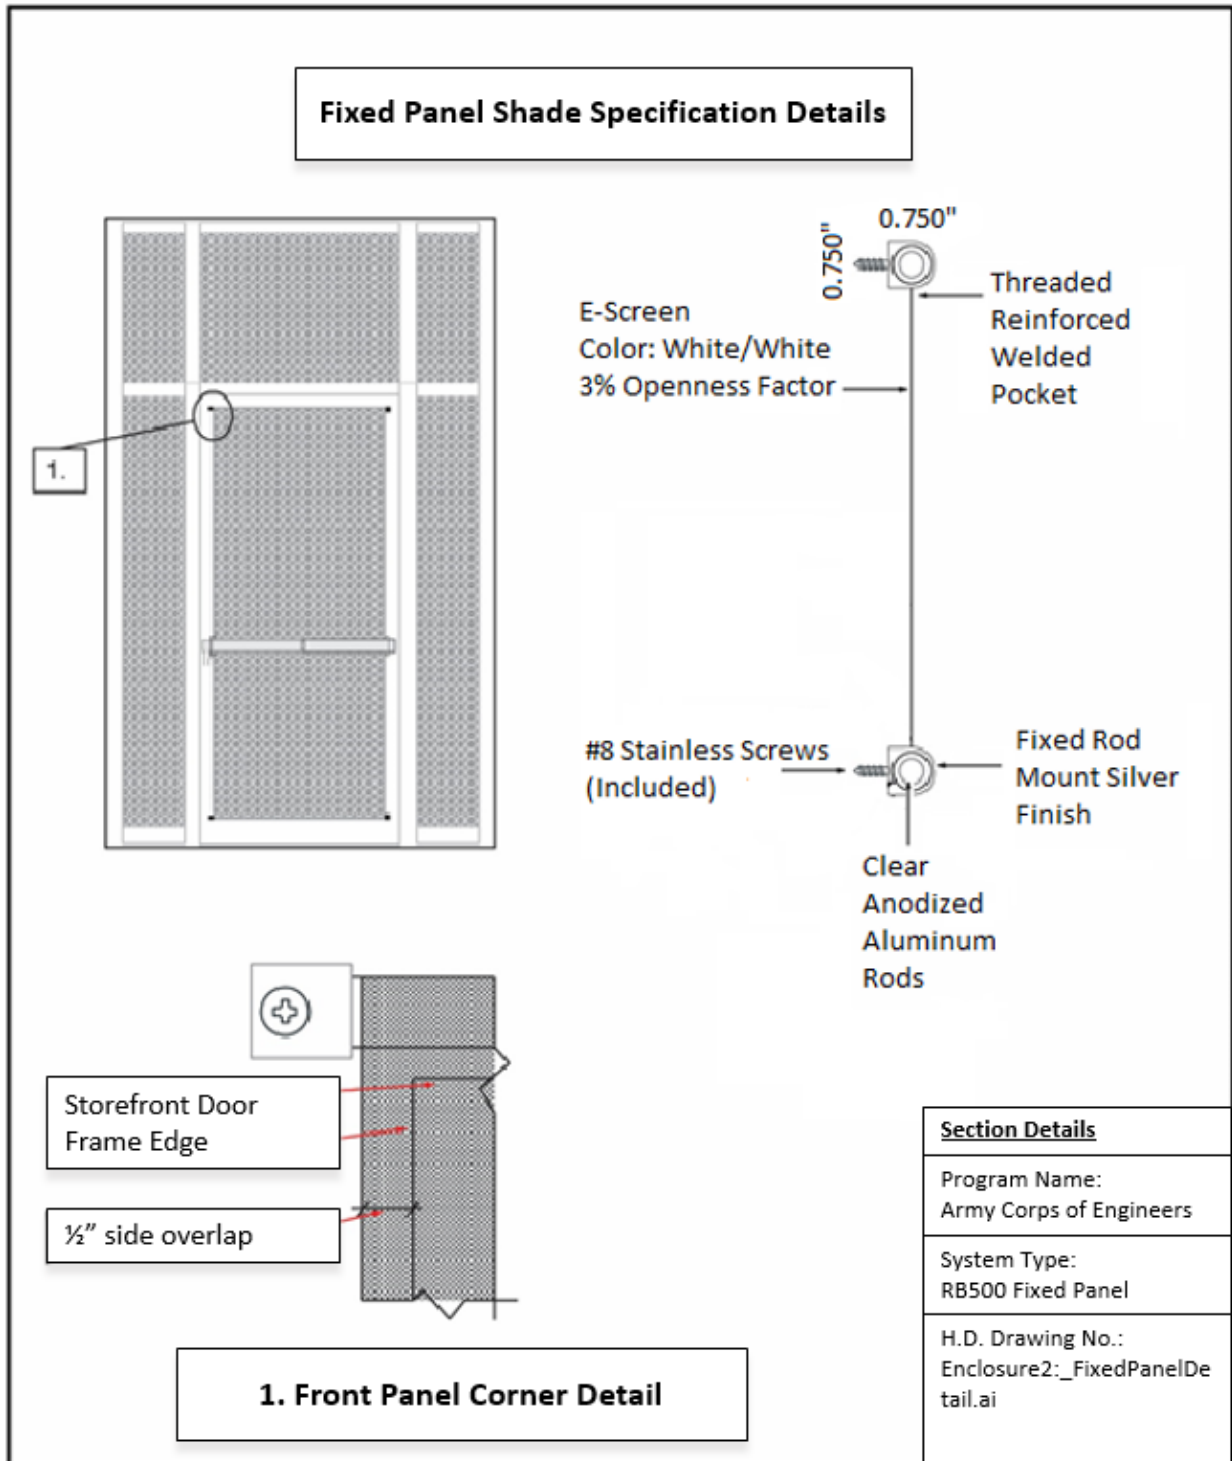 Fixed Panel Shade Specification Details
0.750"
0.750"
Threaded
Reinforced
Welded
Pocket
E-Screen
Color: White/White
3% Openness Factor
1.
#8 Stainless Screws
(Included)
Fixed Rod
Mount Silver
Finish
Clear
Anodized
Aluminum
Rods
Storefront Door
Frame Edge
½” side overlap
1. Front Panel Corner Detail
Section Details
Program Name:
Army Corps of Engineers
System Type:
RB500 Fixed Panel
H.D. Drawing No.:
Enclosure2:_FixedPanelDe
tail.ai